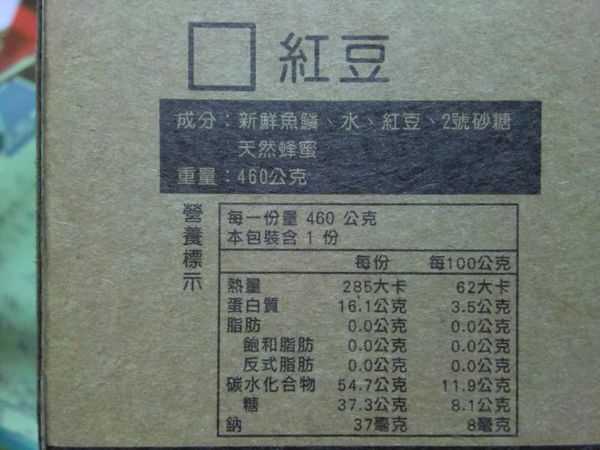 紅豆
成分：新鮮魚鱗、水、紅豆、2號砂糖
天然蜂蜜
重量：460公克
營養標示
每一份量 460 公克
本包裝含 1 份
每份 每100公克
熱量 285大卡 62大卡
蛋白質 16.1公克 3.5公克
脂肪 0.0公克 0.0公克
飽和脂肪 0.0公克 0.0公克
反式脂肪 0.0公克 0.0公克
碳水化合物 54.7公克 11.9公克
糖 37.3公克 8.1公克
鈉 37毫克 8毫克